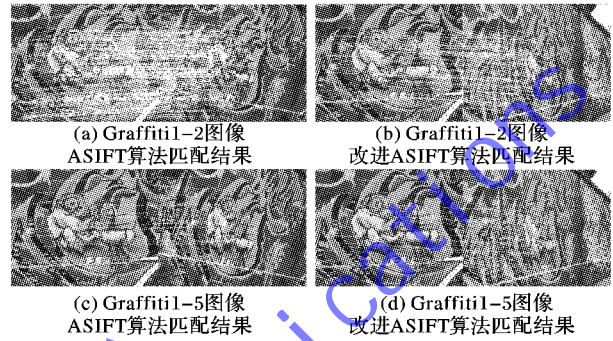 (a) Graffiti1-2图像
ASIFT算法匹配结果
(b) Graffiti1-2图像
改进ASIFT算法匹配结果
(c) Graffiti1-5图像
ASIFT算法匹配结果
(d) Graffiti1-5图像
改进ASIFT算法匹配结果
ications